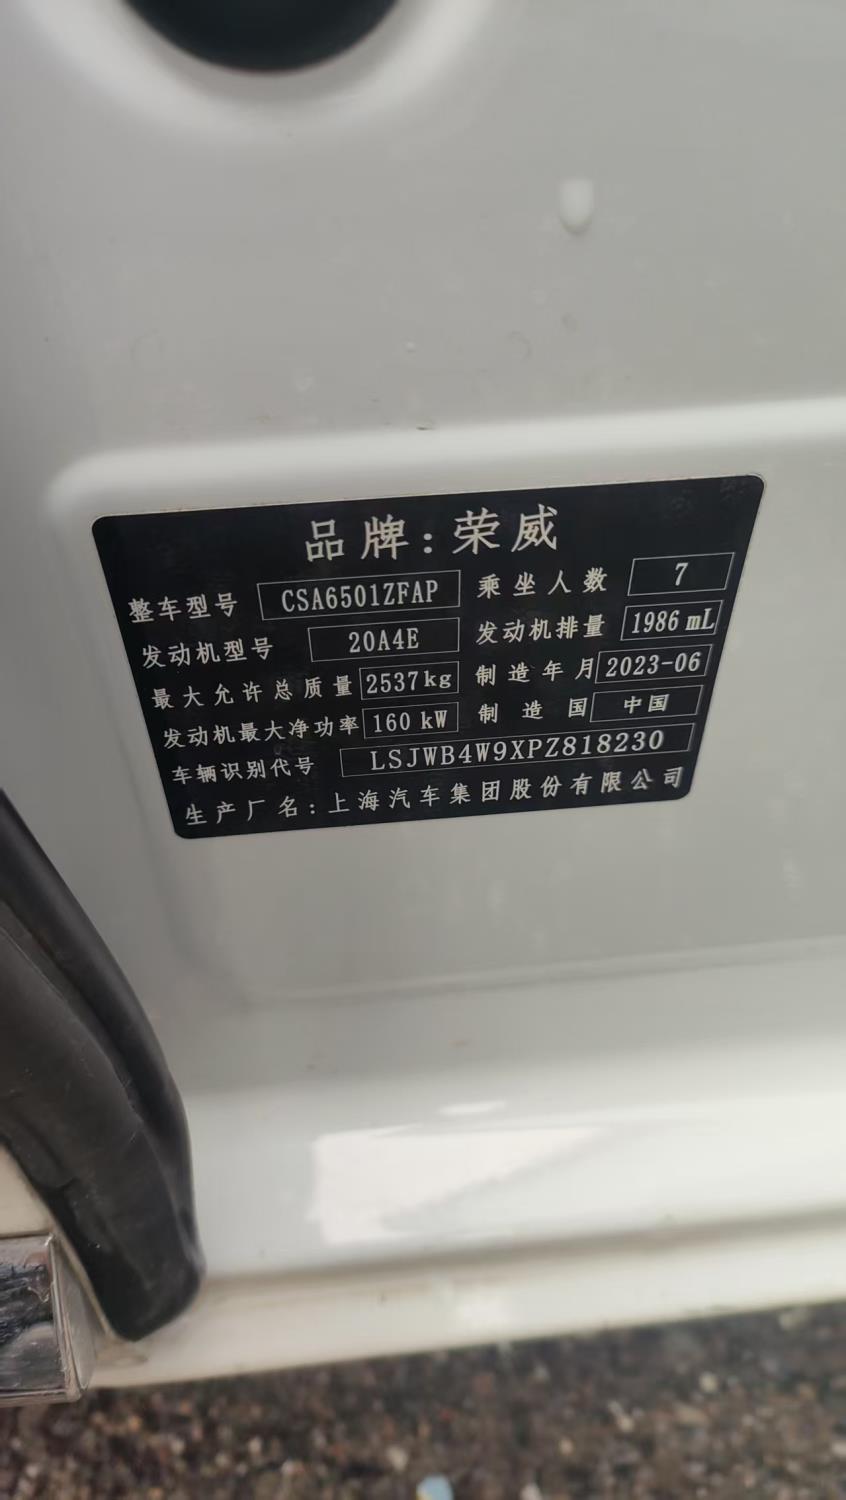 品牌:荣威
整车型号 CSA6501ZFAP 乘坐人数 7
发动机型号 20A4E 发动机排量 1986 mL
最大允许总质量 2537kg 制造年月 2023-06
发动机最大净功率 160 kW 制造国 中国
车辆识别代号 LSJWB4W9XPZ818230
生产厂名:上海汽车集团股份有限公司